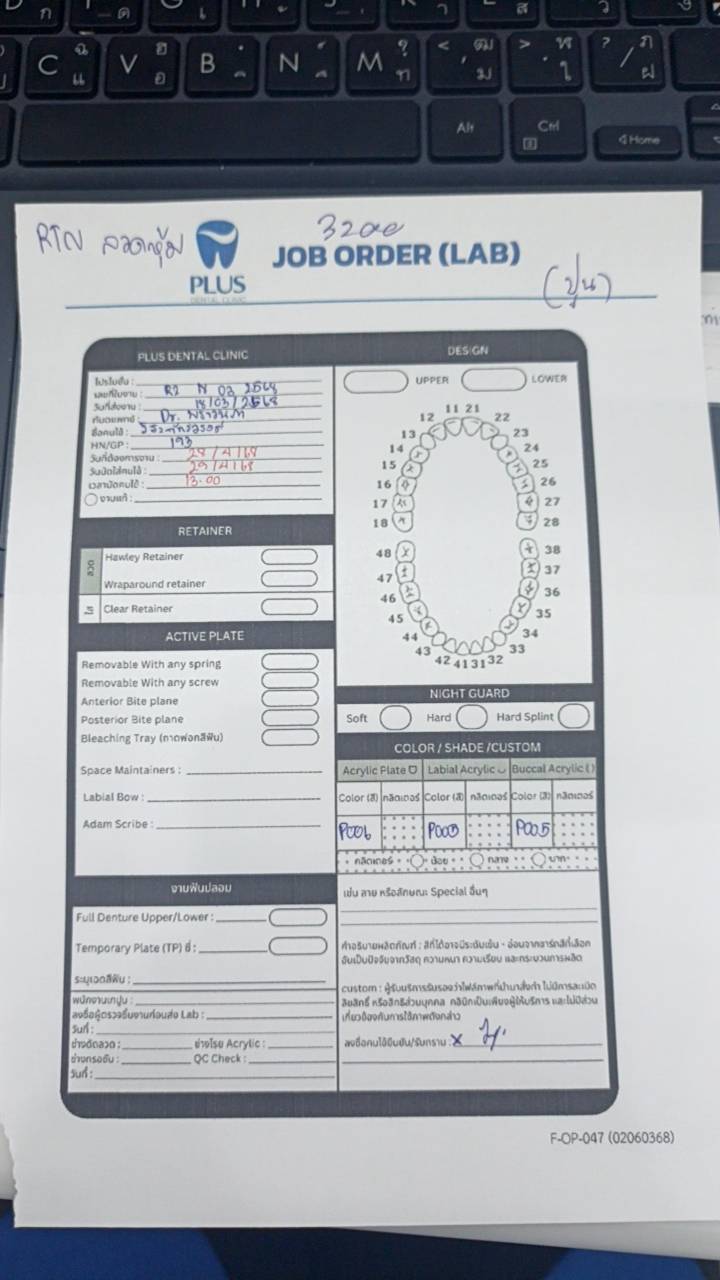 C ฉ แ
V ฮ อ
B
N
M ? ท
< ฒ , ม
> ฬ . ใ
? ฦ / ฝ
Alt
Ctrl
Home
RTN ลวดหุ้ม
PLUS
DENTAL CLINIC
JOB ORDER (LAB)
(ปูน)
PLUS DENTAL CLINIC
โปรโมชั่น :
เลขที่ใบงาน : R2 N 03 2568
วันที่ส่งงาน : 18/03/2568
ทันตแพทย์ : Dr.
ชื่อคนไข้ :
HN/GP : 193
วันที่ต้องการงาน : 28/4/68
วันนัดใส่คนไข้ : 29/4/68
เวลานัดคนไข้ : 13.00
งานแก้ :
RETAINER
ลวด
Hawley Retainer
Wraparound retainer
ใส
Clear Retainer
ACTIVE PLATE
Removable With any spring
Removable With any screw
Anterior Bite plane
Posterior Bite plane
Bleaching Tray (ถาดฟอกสีฟัน)
Space Maintainers :
Labial Bow :
Adam Scribe :
งานฟันปลอม
Full Denture Upper/Lower :
Temporary Plate (TP) ซี่ :
ระบุเฉดสีฟัน :
พนักงานเทปูน :
ลงชื่อผู้ตรวจชิ้นงานก่อนส่ง Lab :
วันที่ :
ช่างดัดลวด : ช่างโรย Acrylic :
ช่างกรอขัด : QC Check :
วันที่ :
DESIGN
UPPER LOWER
11 21
12 22
13 23
14 24
15 25
16 26
17 27
18 28
48 38
47 37
46 36
45 35
44 34
43 33
42 41 31 32
NIGHT GUARD
Soft Hard Hard Splint
COLOR / SHADE /CUSTOM
Acrylic Plate Labial Acrylic Buccal Acrylic ( )
Color (สี) กลิตเตอร์ Color (สี) กลิตเตอร์ Color (สี) กลิตเตอร์
P006 P003 P005
กลิตเตอร์ น้อย กลาง มาก
เช่น ลาย หรือลักษณะ Special อื่นๆ
คำอธิบายผลิตภัณฑ์ : สีที่ได้อาจมีระดับเข้ม - อ่อนจากชาร์ตสีที่เลือก
อันเป็นปัจจัยจากวัสดุ ความหนา ความเรียบ และกระบวนการผลิต
custom : ผู้รับบริการรับรองว่าไฟล์ภาพที่นำมาสั่งทำ ไม่มีการละเมิด
ลิขสิทธิ์ หรือสิทธิส่วนบุคคล คลินิกเป็นเพียงผู้ให้บริการ และไม่มีส่วน
เกี่ยวข้องกับการใช้ภาพดังกล่าว
ลงชื่อคนไข้ยืนยัน/รับทราบ : x
F-OP-047 (02060368)